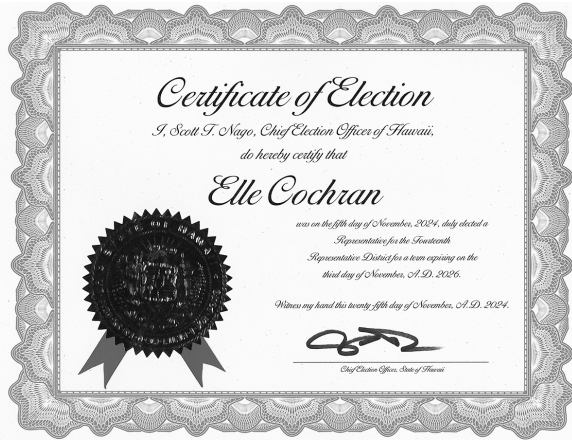 Certificate of Election
I, Scott T. Nago, Chief Election Officer of Hawaii,
do hereby certify that
Elle Cochran
was on the fifth day of November, 2024, duly elected a
Representative for the Fourteenth
Representative District for a term expiring on the
third day of November, A.D. 2026.
Witness my hand this twenty-fifth day of November, A.D. 2024.
Chief Election Officer, State of Hawaii